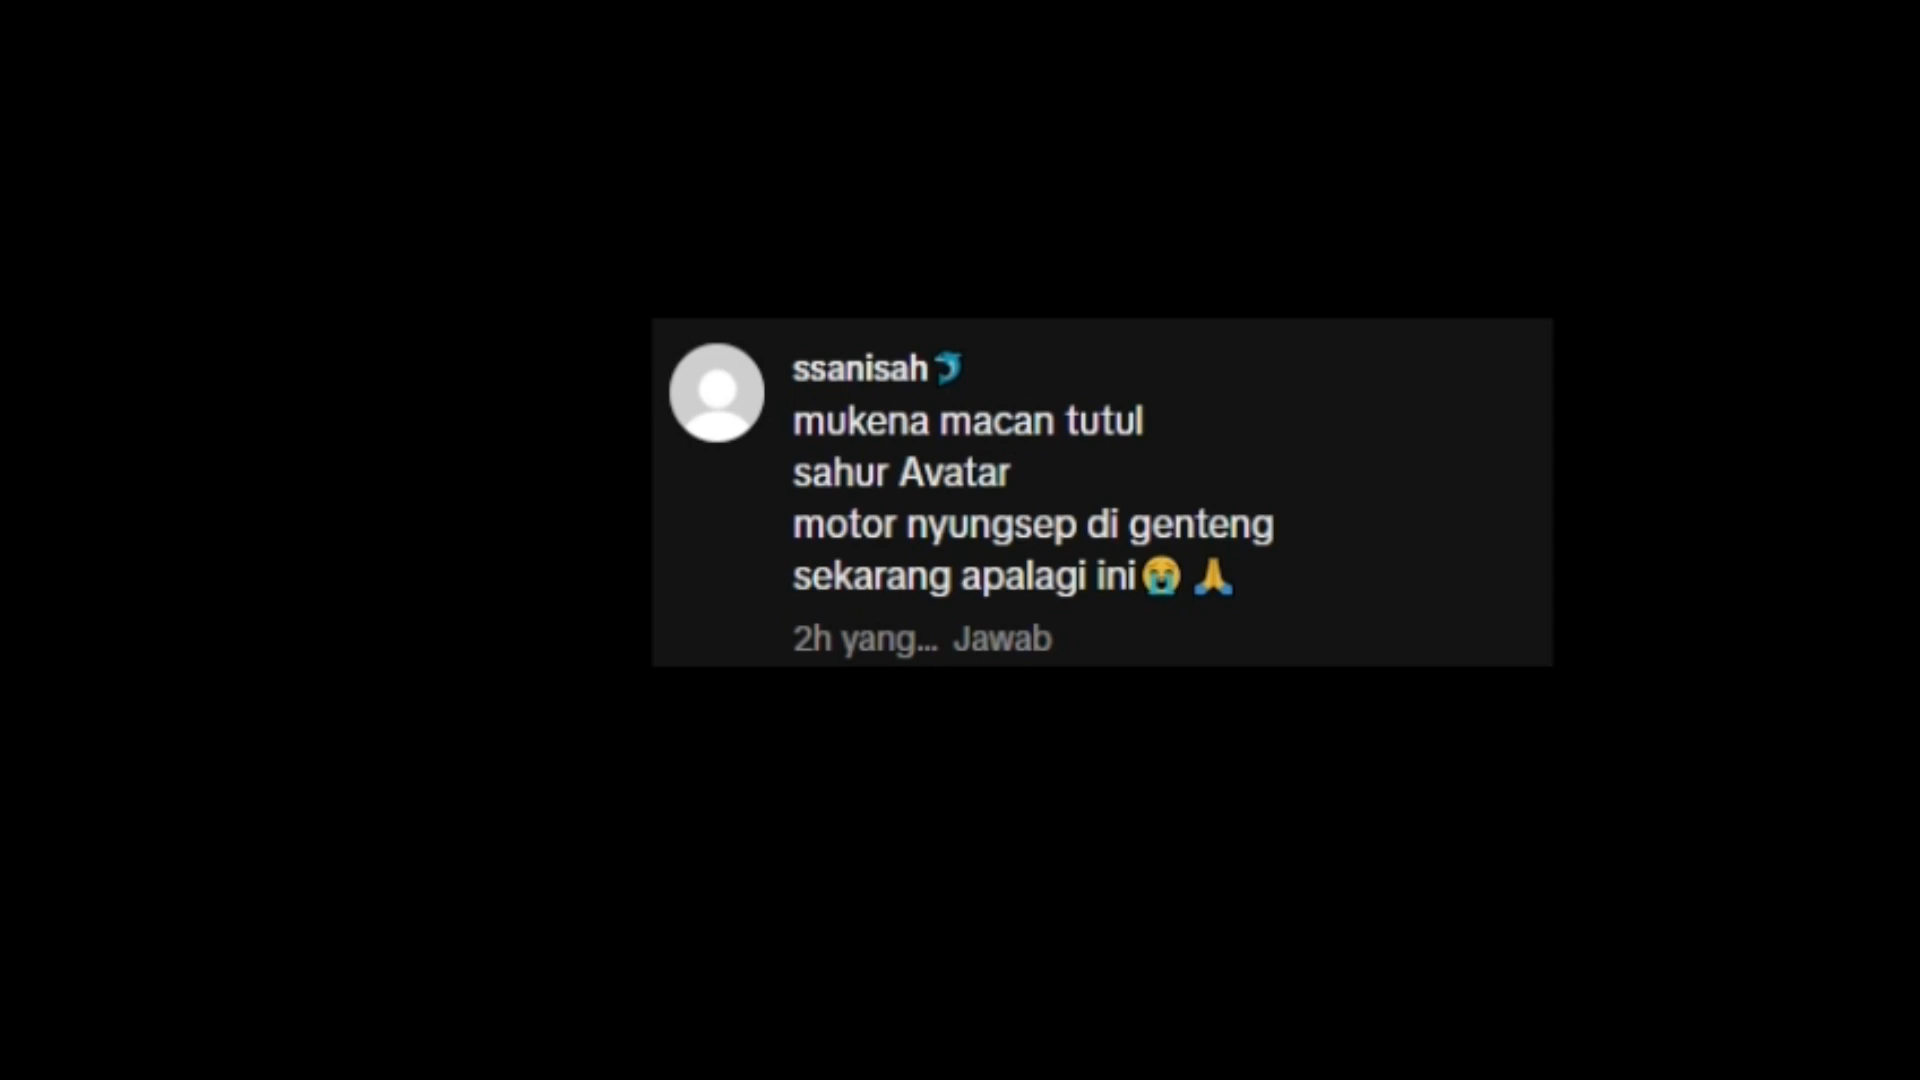 ssanisah🐬
mukena macan tutul
sahur Avatar
motor nyungsep di genteng
sekarang apalagi ini😭🙏
2h yang... Jawab